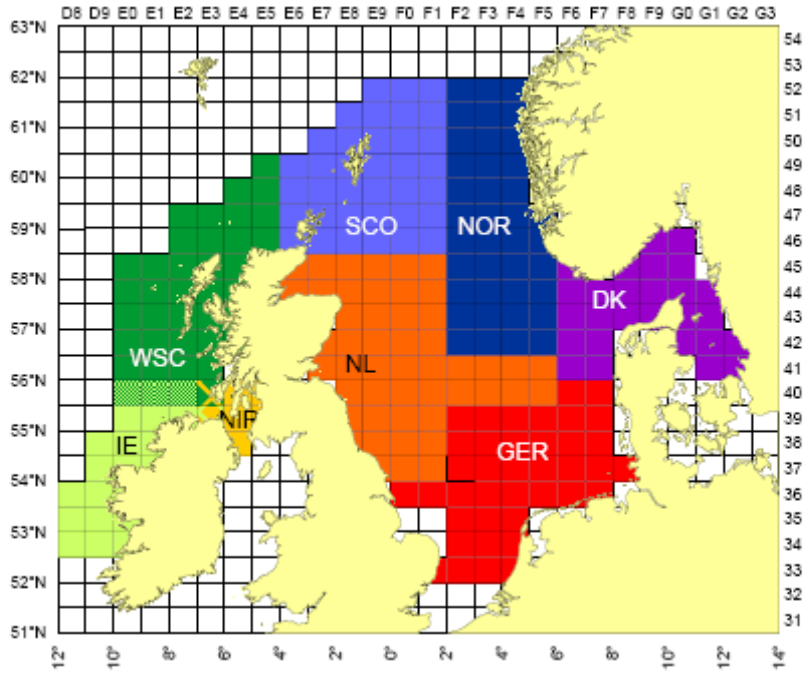 D8 D9 E0 E1 E2 E3 E4 E5 E6 E7 E8 E9 F0 F1 F2 F3 F4 F5 F6 F7 F8 F9 G0 G1 G2 G3
63°N 54
53
62°N 52
51
61°N 50
49
60°N 48
47
59°N SCO NOR 46
45
58°N 44
DK 43
57°N 42
WSC NL 41
56°N 40
NIR 39
55°N IE 38
GER 37
54°N 36
35
53°N 34
33
52°N 32
31
51°N
12° 10° 8° 6° 4° 2° 0° 2° 4° 6° 8° 10° 12° 14°